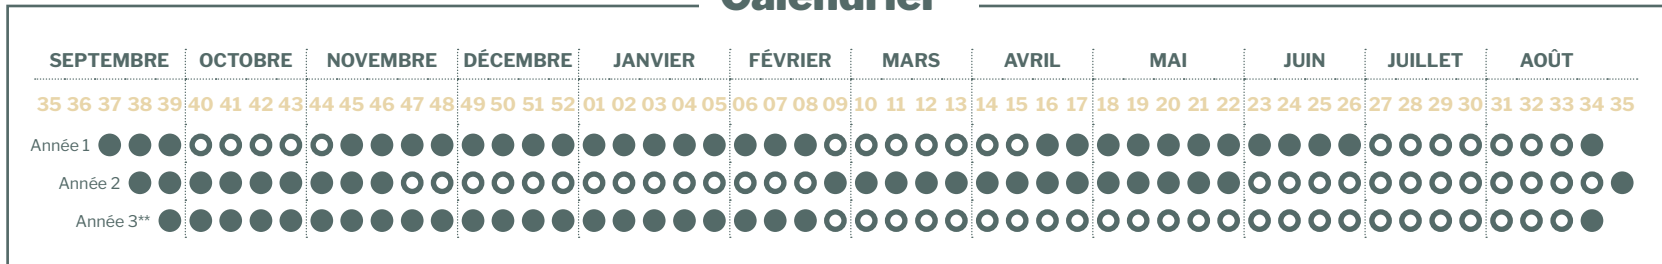 Calendrier
SEPTEMBRE OCTOBRE NOVEMBRE DÉCEMBRE JANVIER FÉVRIER MARS AVRIL MAI JUIN JUILLET AOÛT
35 36 37 38 39 40 41 42 43 44 45 46 47 48 49 50 51 52 01 02 03 04 05 06 07 08 09 10 11 12 13 14 15 16 17 18 19 20 21 22 23 24 25 26 27 28 29 30 31 32 33 34 35
Année 1
Année 2
Année 3**